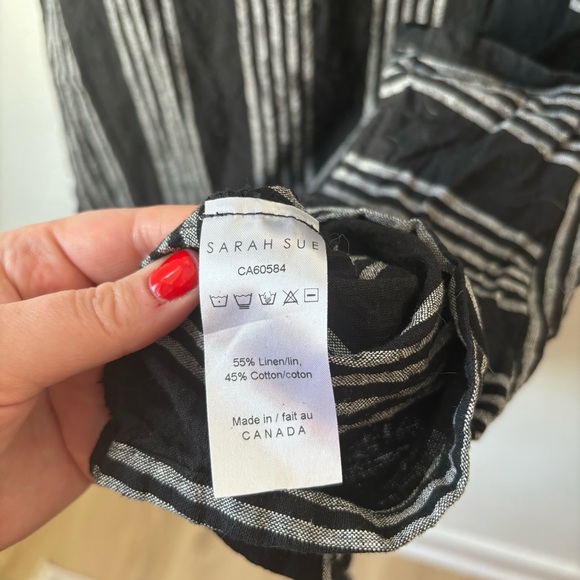 SARAH SUE
CA60584
55% Linen/lin,
45% Cotton/coton
Made in / fait au
CANADA